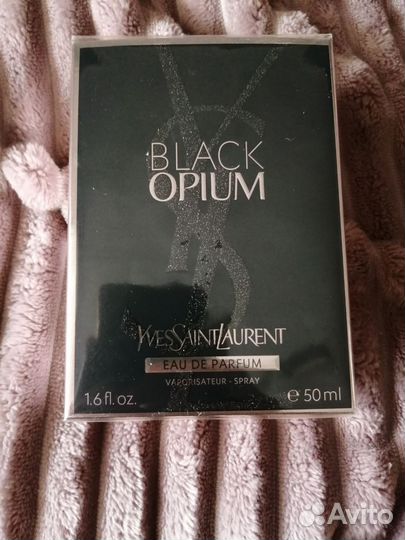 BLACK
OPIUM
YVESSAINTLAURENT
EAU DE PARFUM
VAPORISATEUR - SPRAY
1.6 fl. oz. ℮ 50 ml
Avito